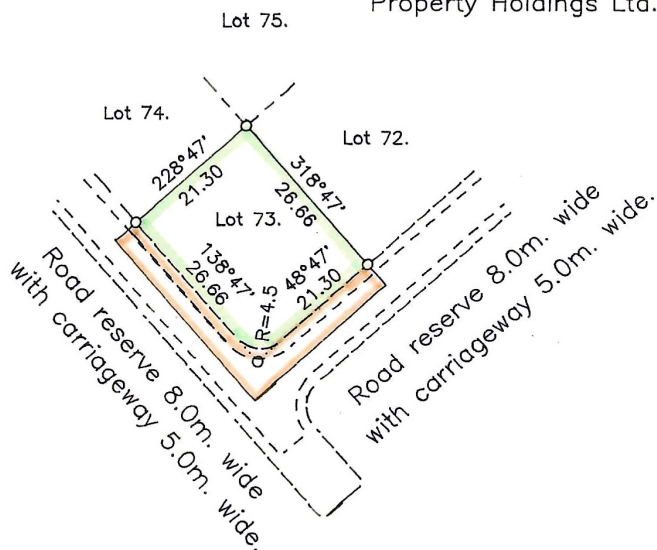 Property Holdings Ltd.
Lot 75.
Lot 74.
Lot 72.
228°47'
21.30
318°47'
26.66
Lot 73.
138°47'
26.66
48°47'
21.30
R=4.5
Road reserve 8.0m. wide
with carriageway 5.0m. wide.
Road reserve 8.0m. wide
with carriageway 5.0m. wide.